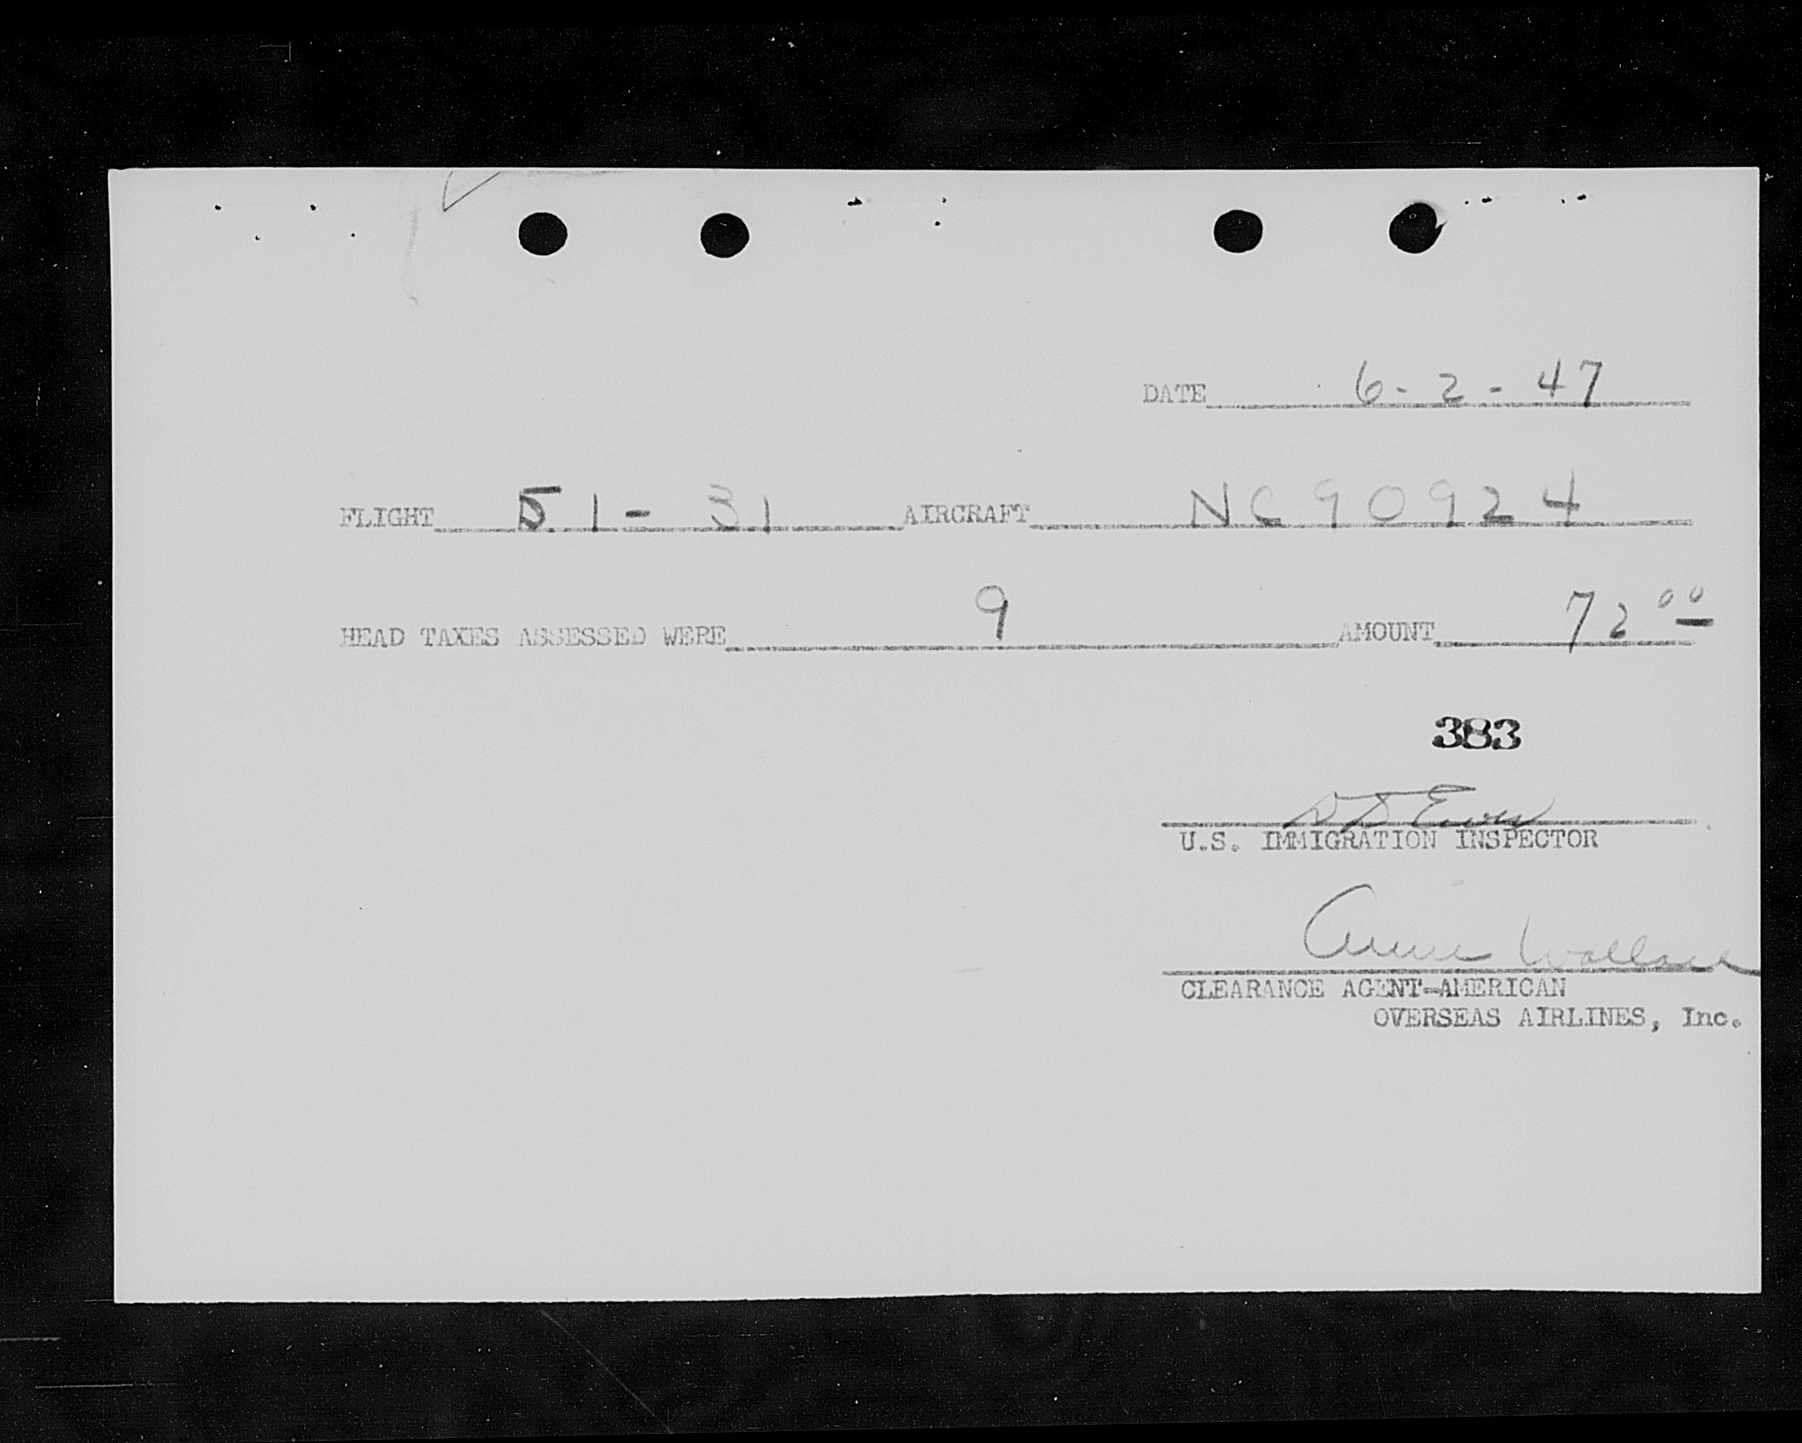 DATE 6-2-47
FLIGHT 51-31 AIRCRAFT NC90924
HEAD TAXES ASSESSED WERE 9 AMOUNT 72 00
383
U.S. IMMIGRATION INSPECTOR
Wallace
CLEARANCE AGENT-AMERICAN
OVERSEAS AIRLINES, Inc.